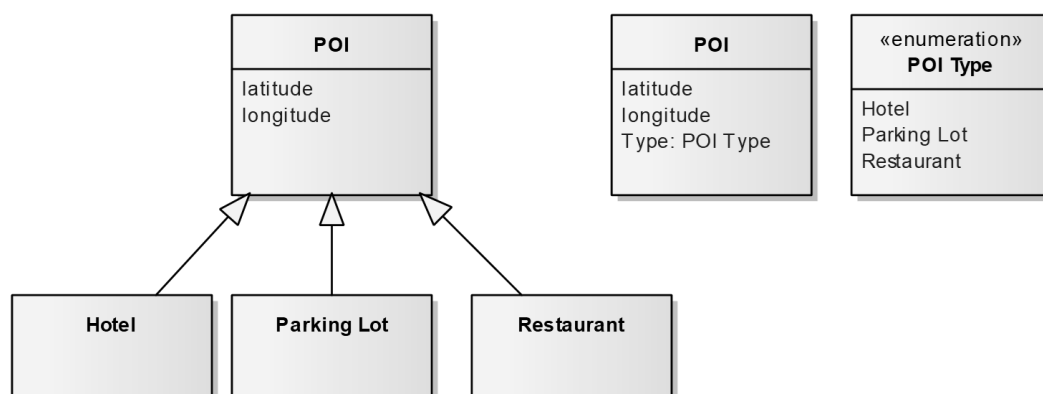 POI
latitude
longitude
Hotel
Parking Lot
Restaurant
POI
latitude
longitude
Type: POI Type
«enumeration»
POI Type
Hotel
Parking Lot
Restaurant